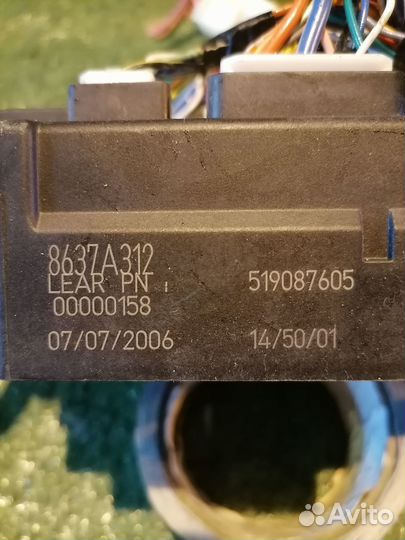 8637A312
LEAR PN : 519087605
00000158
07/07/2006 14/50/01
Avito